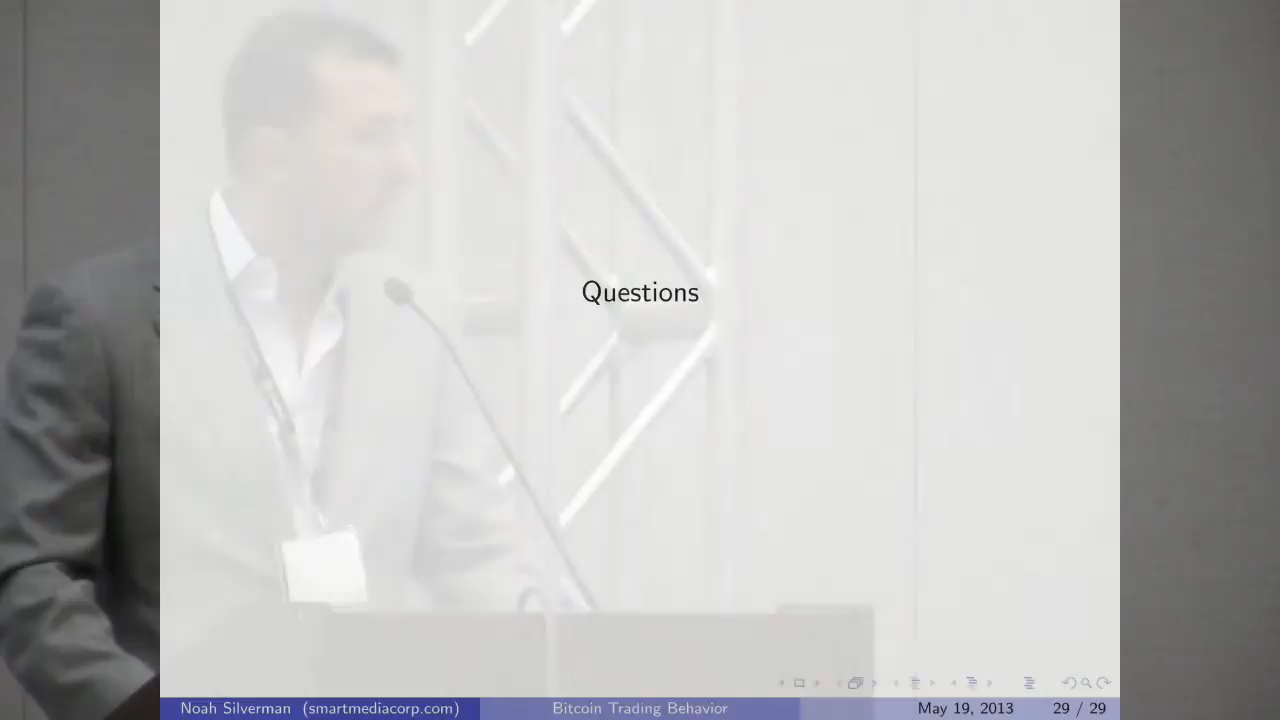 Questions
Noah Silverman (smartmediacorp.com) Bitcoin Trading Behavior May 19, 2013 29 / 29